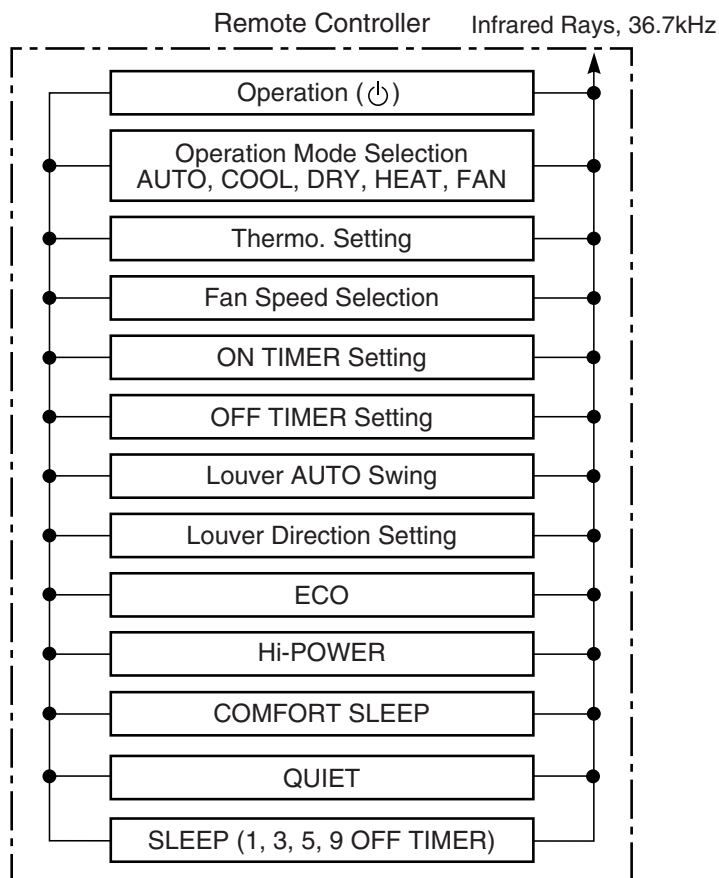 Remote Controller
Infrared Rays, 36.7kHz
Operation (⏻)
Operation Mode Selection
AUTO, COOL, DRY, HEAT, FAN
Thermo. Setting
Fan Speed Selection
ON TIMER Setting
OFF TIMER Setting
Louver AUTO Swing
Louver Direction Setting
ECO
Hi-POWER
COMFORT SLEEP
QUIET
SLEEP (1, 3, 5, 9 OFF TIMER)